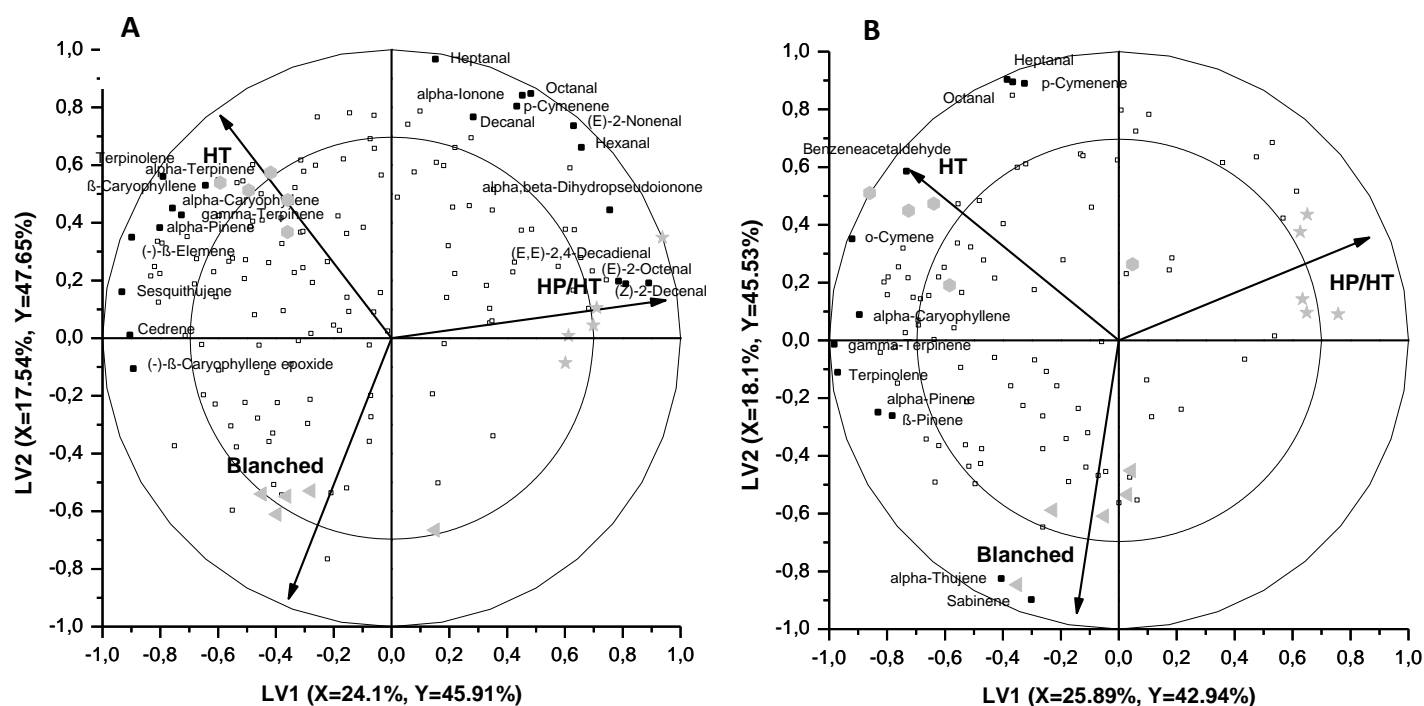 A
1,0
0,8
0,6
0,4
0,2
0,0
-0,2
-0,4
-0,6
-0,8
-1,0
LV2 (X=17.54%, Y=47.65%)
Heptanal
Octanal
alpha-Ionone
p-Cymenene
Decanal
(E)-2-Nonenal
Hexanal
HT
Terpinolene
alpha-Terpinene
ß-Caryophyllene
alpha-Caryophyllene
gamma-Terpinene
alpha-Pinene
(-)-ß-Elemene
alpha,beta-Dihydropseudoionone
(E,E)-2,4-Decadienal
(E)-2-Octenal
HP/HT
(Z)-2-Decenal
Sesquithujene
Cedrene
(-)-ß-Caryophyllene epoxide
Blanched
-1,0 -0,8 -0,6 -0,4 -0,2 0,0 0,2 0,4 0,6 0,8 1,0
LV1 (X=24.1%, Y=45.91%)
B
1,0
0,8
0,6
0,4
0,2
0,0
-0,2
-0,4
-0,6
-0,8
-1,0
LV2 (X=18.1%, Y=45.53%)
Heptanal
p-Cymenene
Octanal
Benzeneacetaldehyde
HT
o-Cymene
HP/HT
alpha-Caryophyllene
gamma-Terpinene
Terpinolene
alpha-Pinene
ß-Pinene
Blanched
alpha-Thujene
Sabinene
-1,0 -0,8 -0,6 -0,4 -0,2 0,0 0,2 0,4 0,6 0,8 1,0
LV1 (X=25.89%, Y=42.94%)